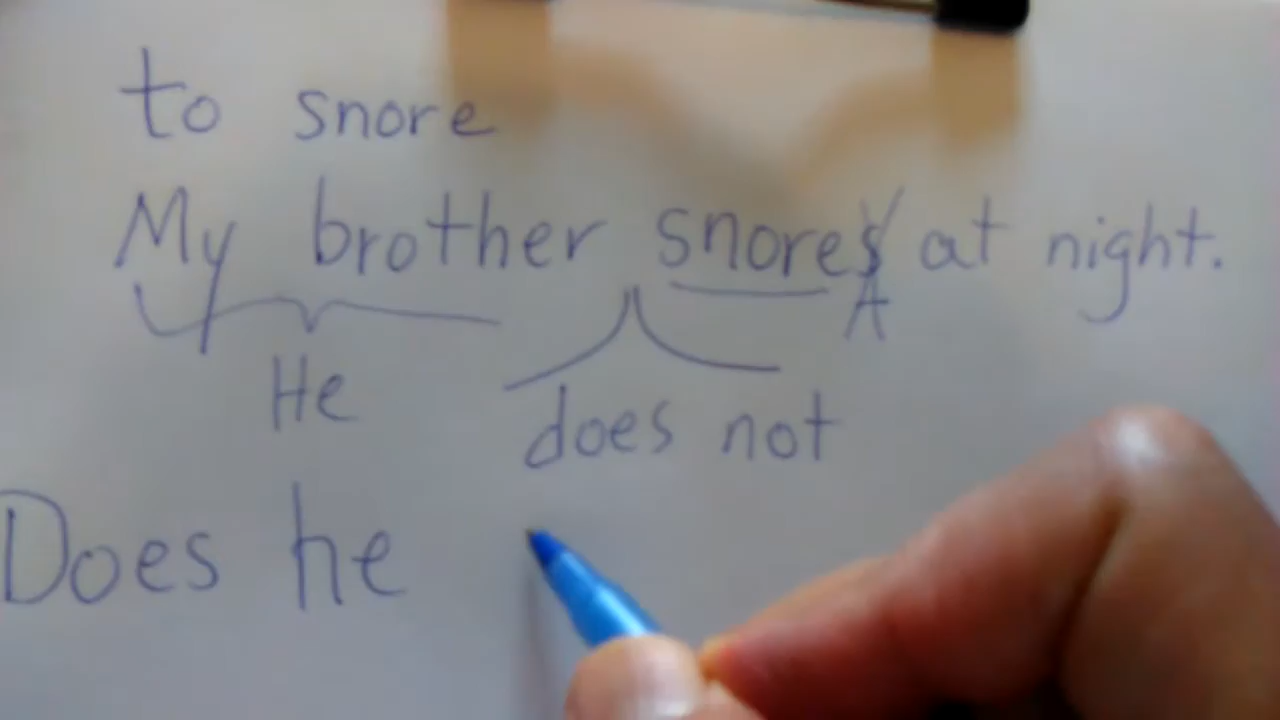 to snore
My brother snores at night.
He
does not
Does he